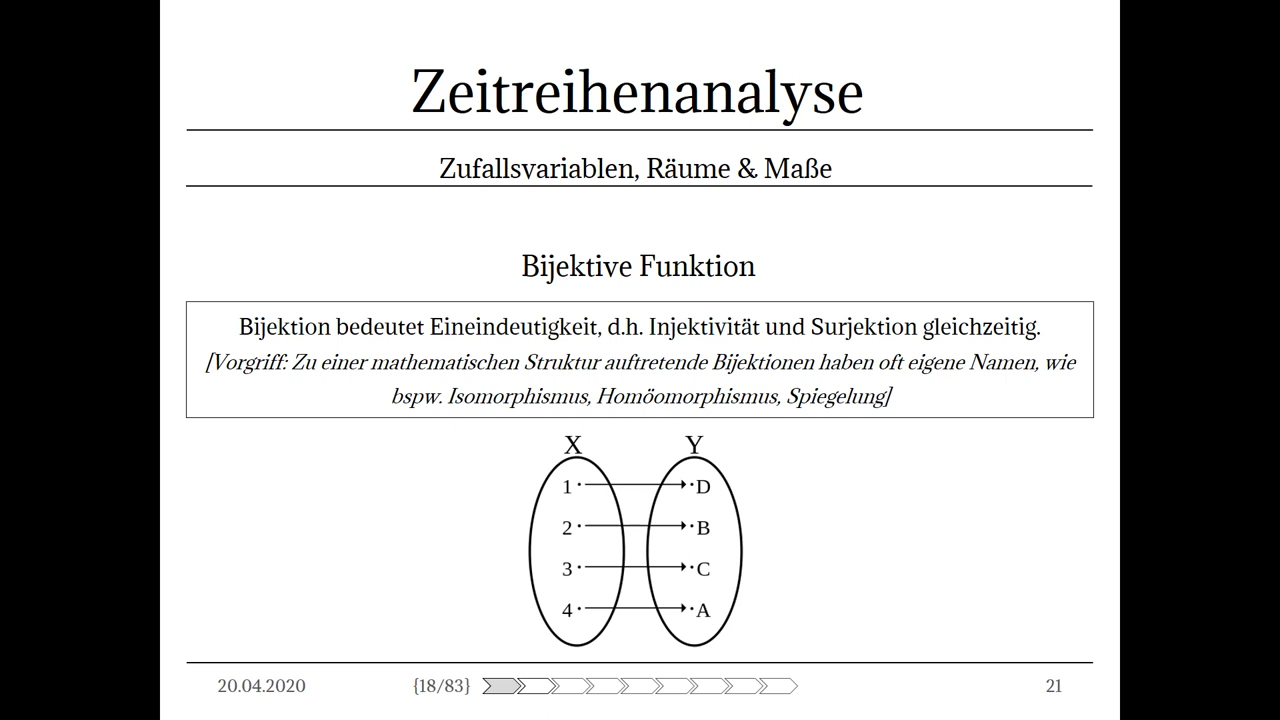 Zeitreihenanalyse
Zufallsvariablen, Räume & Maße
Bijektive Funktion
Bijektion bedeutet Eineindeutigkeit, d.h. Injektivität und Surjektion gleichzeitig.
[Vorgriff: Zu einer mathematischen Struktur auftretende Bijektionen haben oft eigene Namen, wie
bspw. Isomorphismus, Homöomorphismus, Spiegelung]
X Y
1 D
2 B
3 C
4 A
20.04.2020 {18/83} 21